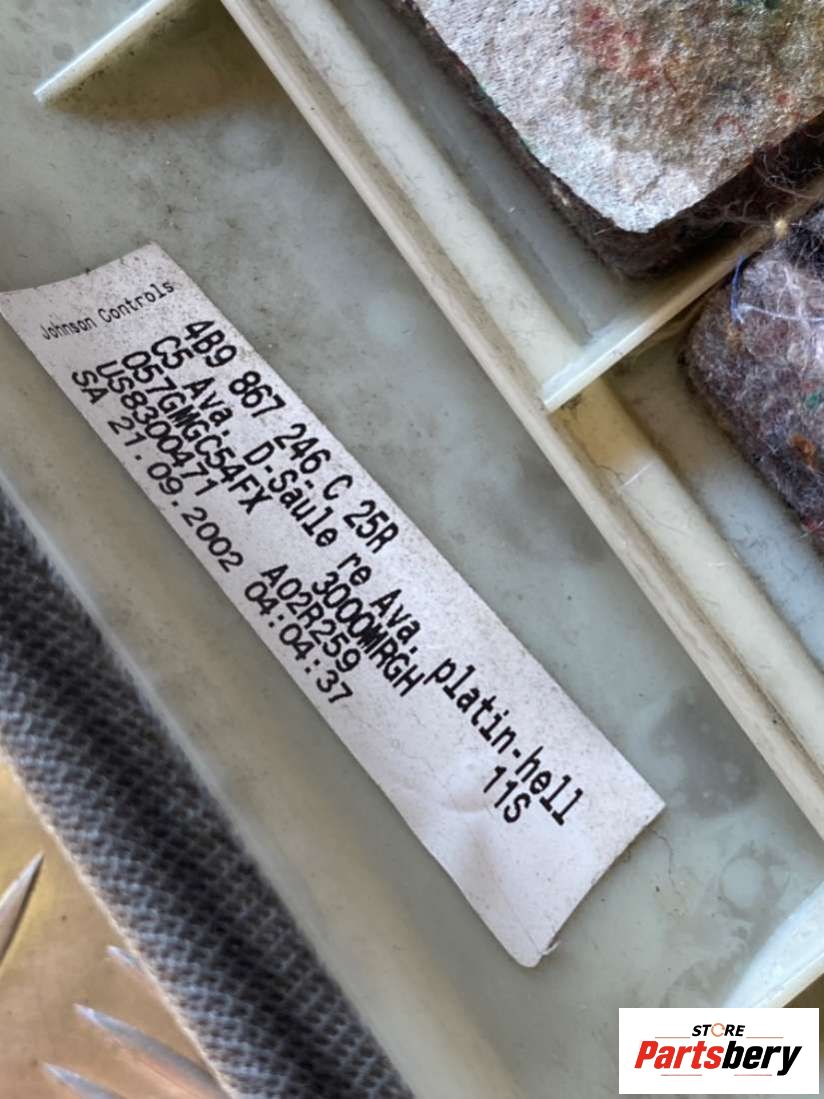 Johnson Controls
4B9 867 246 C 25R
C5 Ava. D-Säule re Ava. platin-hell
057GMGC54FX 3000MRGH 11S
US8300471 A02R259
SA 21.09.2002 04:04:37
STORE
Partsbery